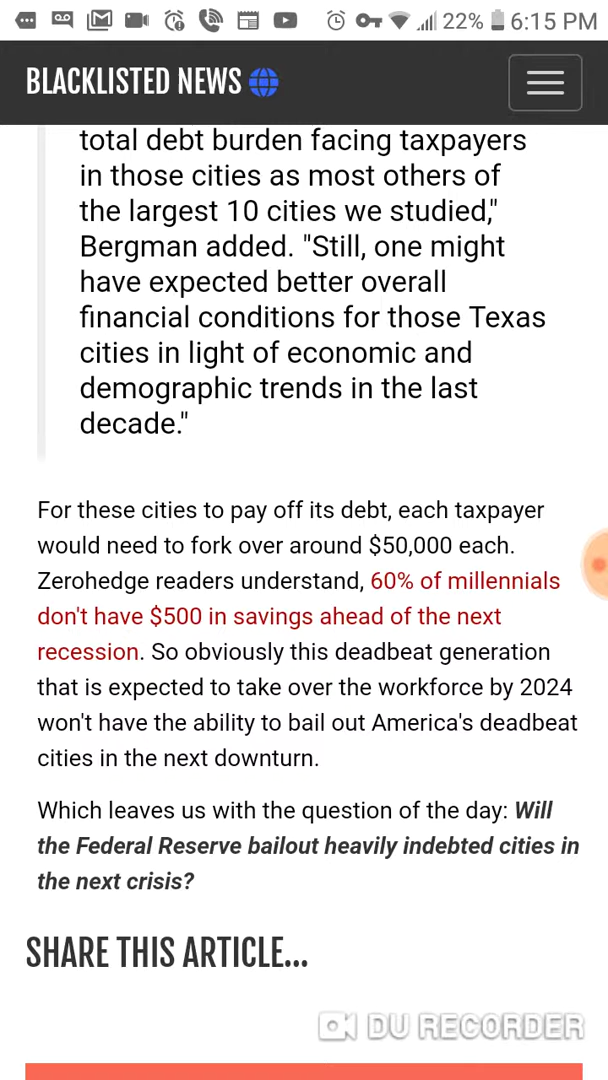 22% 6:15 PM
BLACKLISTED NEWS
total debt burden facing taxpayers
in those cities as most others of
the largest 10 cities we studied,"
Bergman added. "Still, one might
have expected better overall
financial conditions for those Texas
cities in light of economic and
demographic trends in the last
decade."
For these cities to pay off its debt, each taxpayer
would need to fork over around $50,000 each.
Zerohedge readers understand, 60% of millennials
don't have $500 in savings ahead of the next
recession. So obviously this deadbeat generation
that is expected to take over the workforce by 2024
won't have the ability to bail out America's deadbeat
cities in the next downturn.
Which leaves us with the question of the day: Will
the Federal Reserve bailout heavily indebted cities in
the next crisis?
SHARE THIS ARTICLE...
DU RECORDER